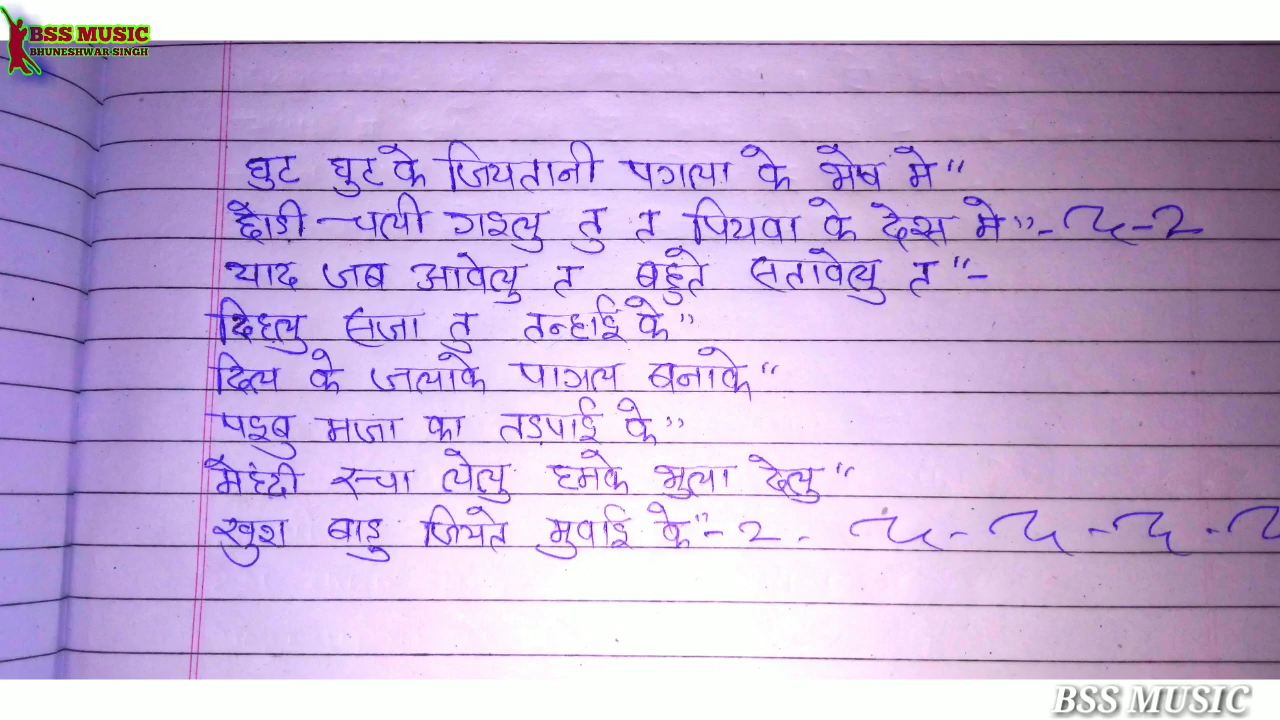 BSS MUSIC
BHUNESHWAR SINGH
घुट घुट के जियतानी पगला के भेष मे"
छोडी चली गइलु तु त पियवा के देस मे"-2
याद जब आवेलु त बहुते सतावेलु त"-
दिहलु सजा तु तन्हाई के"
दिल के जलाके पागल बनाके"
पइबु मजा का तड़पाई के"
मेहंदी रचा लेलु हमके भुला देलु"
खुश बाडु जियते मुवाई के"-2-
BSS MUSIC